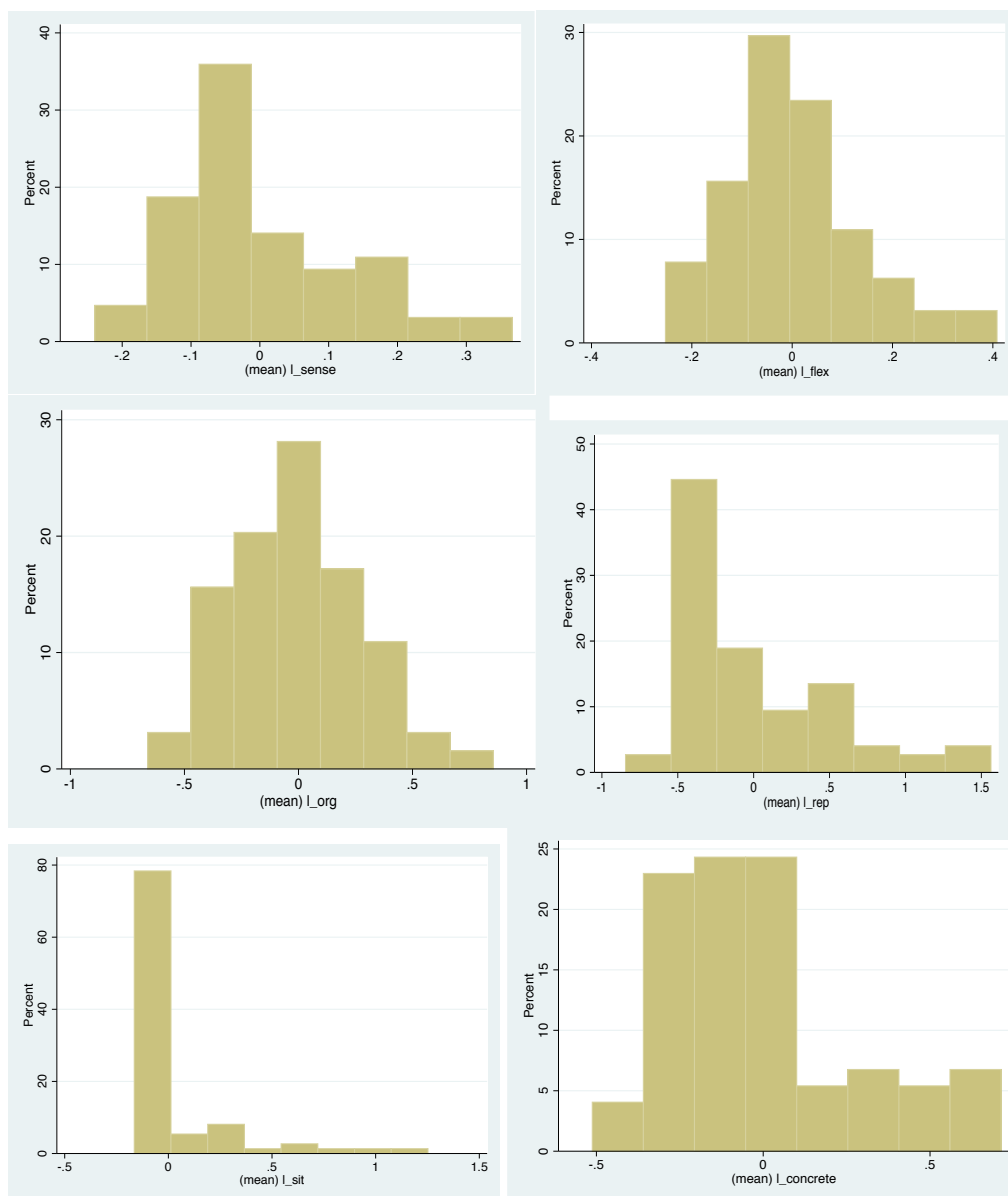 40
30
20
10
0
Percent
-.2 -.1 0 .1 .2 .3
(mean) l_sense
30
20
10
0
Percent
-.4 -.2 0 .2 .4
(mean) l_flex
30
20
10
0
Percent
-1 -.5 0 .5 1
(mean) l_org
50
40
30
20
10
0
Percent
-1 -.5 0 .5 1 1.5
(mean) l_rep
80
60
40
20
0
Percent
-.5 0 .5 1 1.5
(mean) l_sit
25
20
15
10
5
0
Percent
-.5 0 .5
(mean) l_concrete